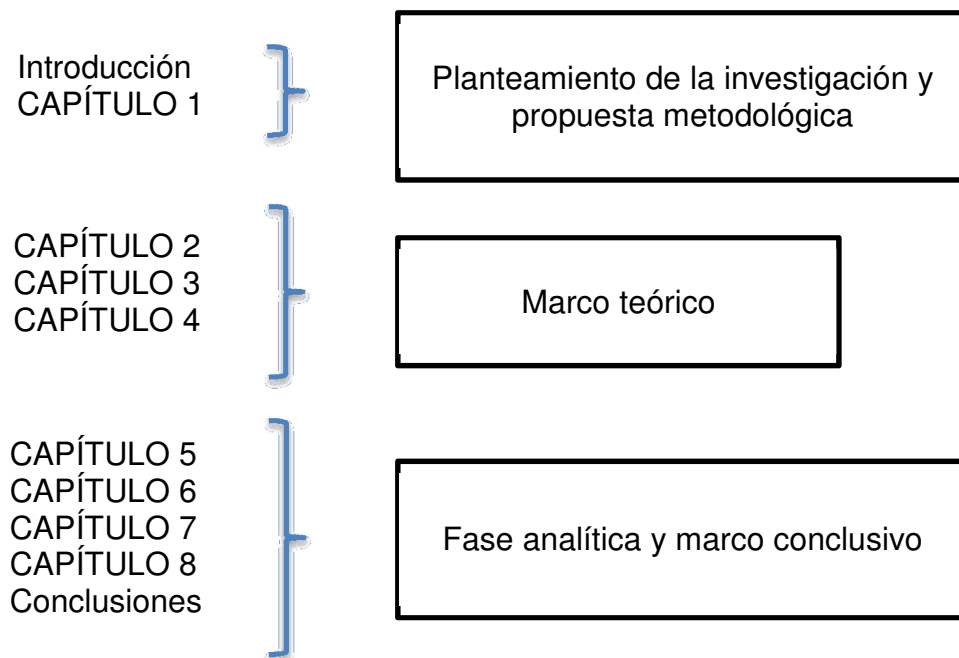 Introducción
CAPÍTULO 1
Planteamiento de la investigación y
propuesta metodológica
CAPÍTULO 2
CAPÍTULO 3
CAPÍTULO 4
Marco teórico
CAPÍTULO 5
CAPÍTULO 6
CAPÍTULO 7
CAPÍTULO 8
Conclusiones
Fase analítica y marco conclusivo